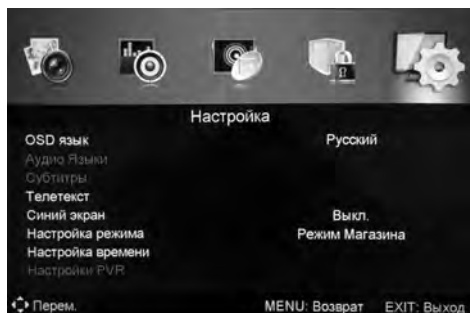 Настройка
OSD язык Русский
Аудио Языки
Субтитры
Телетекст
Синий экран Выкл.
Настройка режима Режим Магазина
Настройка времени
Настройки PVR
Перем. MENU: Возврат EXIT: Выход